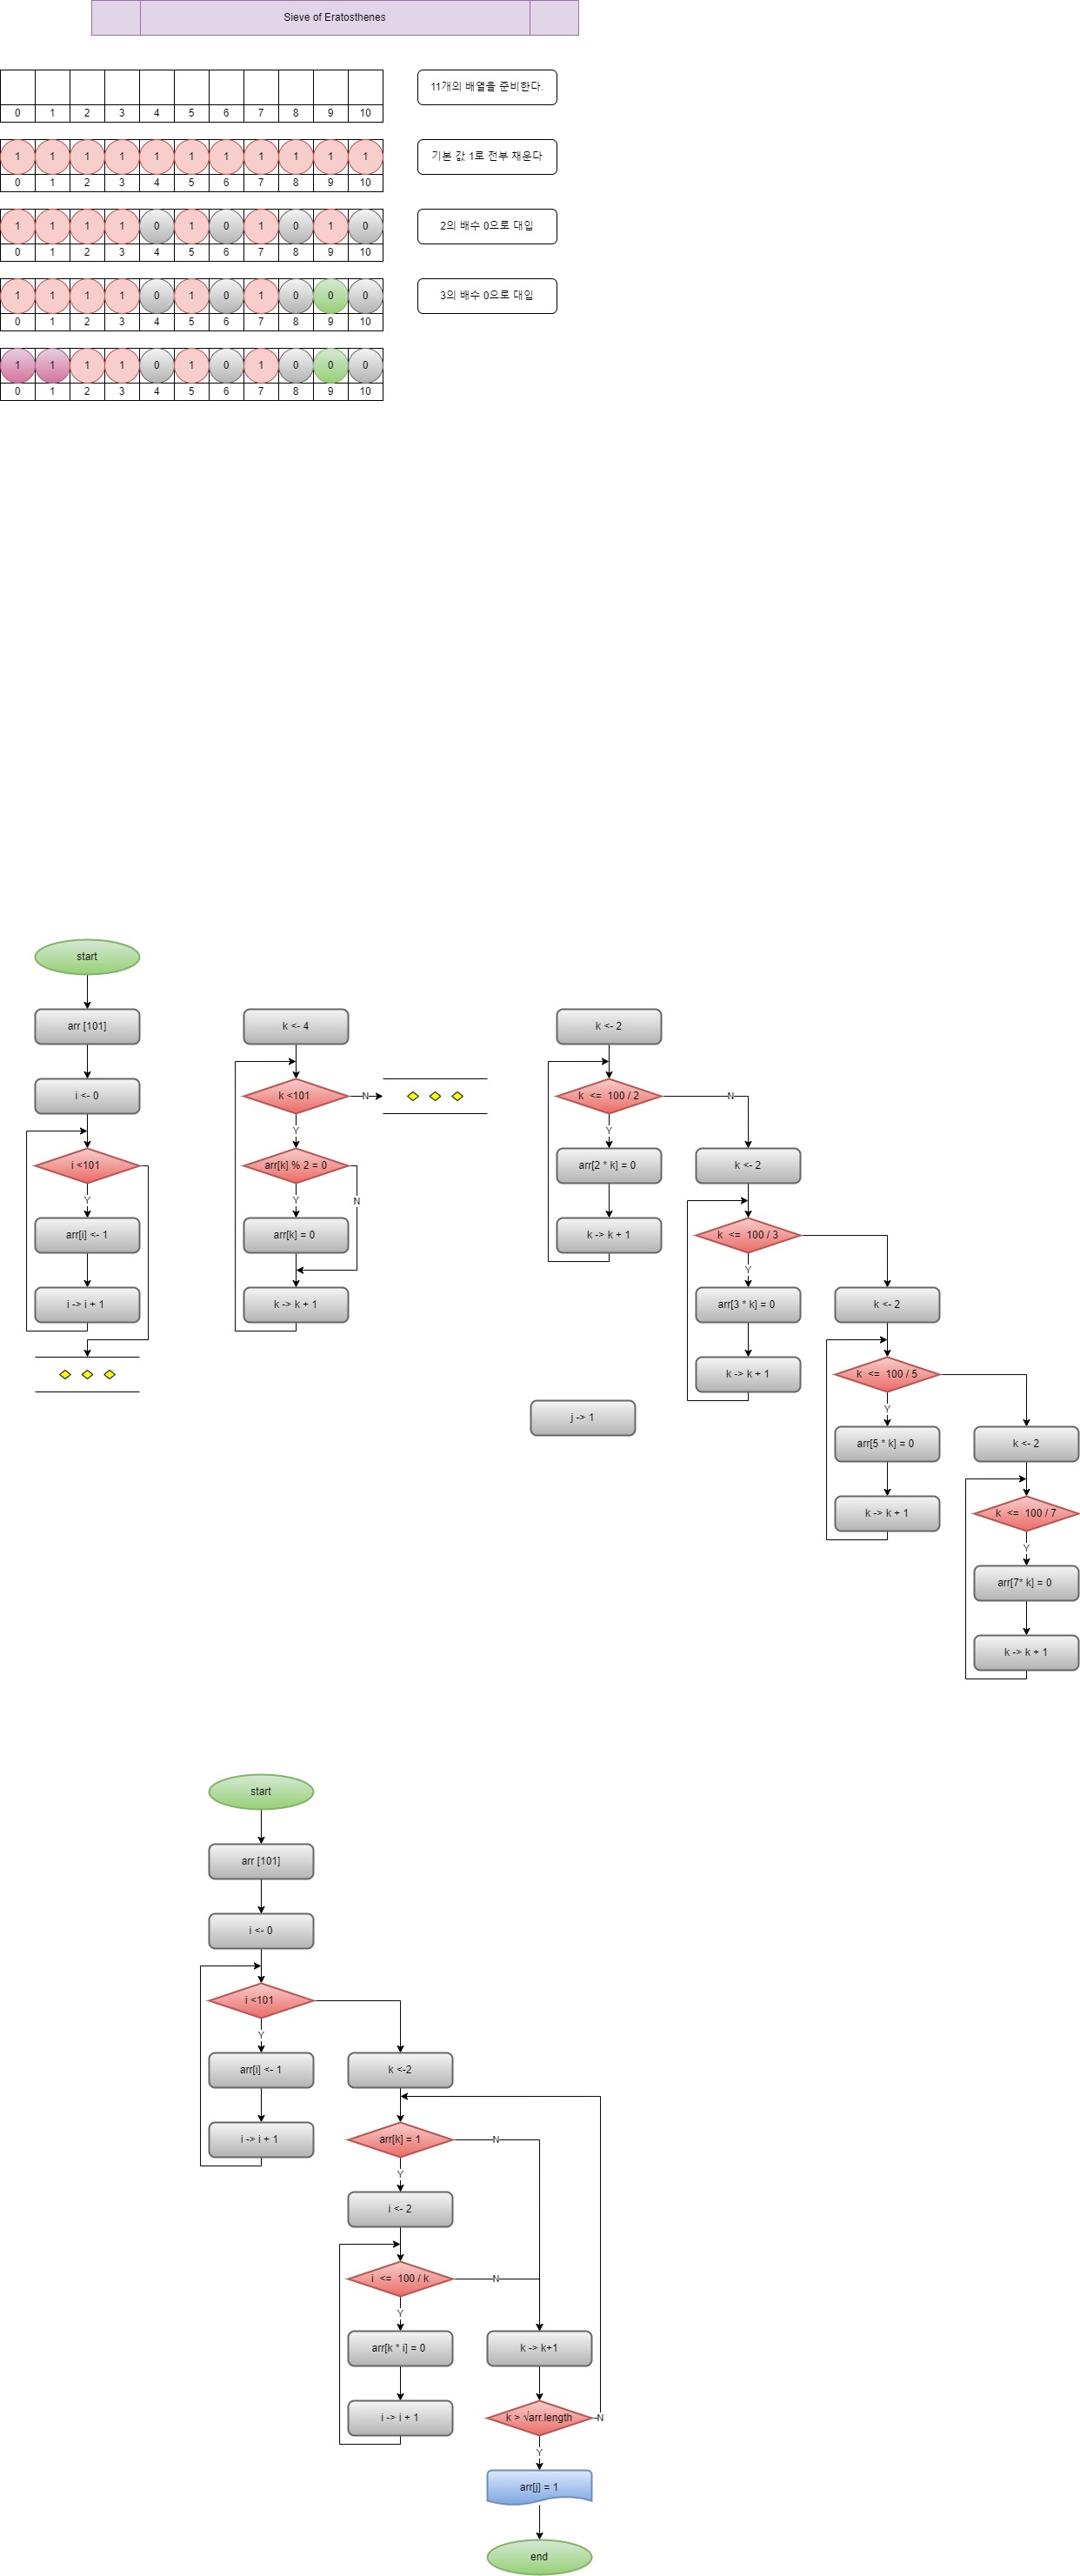 Sieve of Eratosthenes
11개의 배열을 준비한다.
0 1 2 3 4 5 6 7 8 9 10
1 1 1 1 1 1 1 1 1 1 1
기본 값 1로 전부 채운다
0 1 2 3 4 5 6 7 8 9 10
1 1 1 1 0 1 0 1 0 1 0
2의 배수 0으로 대입
0 1 2 3 4 5 6 7 8 9 10
1 1 1 1 0 1 0 1 0 0 0
3의 배수 0으로 대입
0 1 2 3 4 5 6 7 8 9 10
1 1 1 1 0 1 0 1 0 0 0
0 1 2 3 4 5 6 7 8 9 10
start
arr [101]
i <- 0
i <101
Y
arr[i] <- 1
i -> i + 1
k <- 4
k <101
N
Y
arr[k] % 2 = 0
N
Y
arr[k] = 0
k -> k + 1
k <- 2
k <= 100 / 2
N
Y
arr[2 * k] = 0
k -> k + 1
k <- 2
k <= 100 / 3
Y
arr[3 * k] = 0
k -> k + 1
j -> 1
k <- 2
k <= 100 / 5
Y
arr[5 * k] = 0
k -> k + 1
k <- 2
k <= 100 / 7
Y
arr[7* k] = 0
k -> k + 1
start
arr [101]
i <- 0
i <101
Y
arr[i] <- 1
i -> i + 1
k <-2
arr[k] = 1
N
Y
i <- 2
i <= 100 / k
N
Y
arr[k * i] = 0
i -> i + 1
k -> k+1
k > √arr.length
N
Y
arr[j] = 1
end